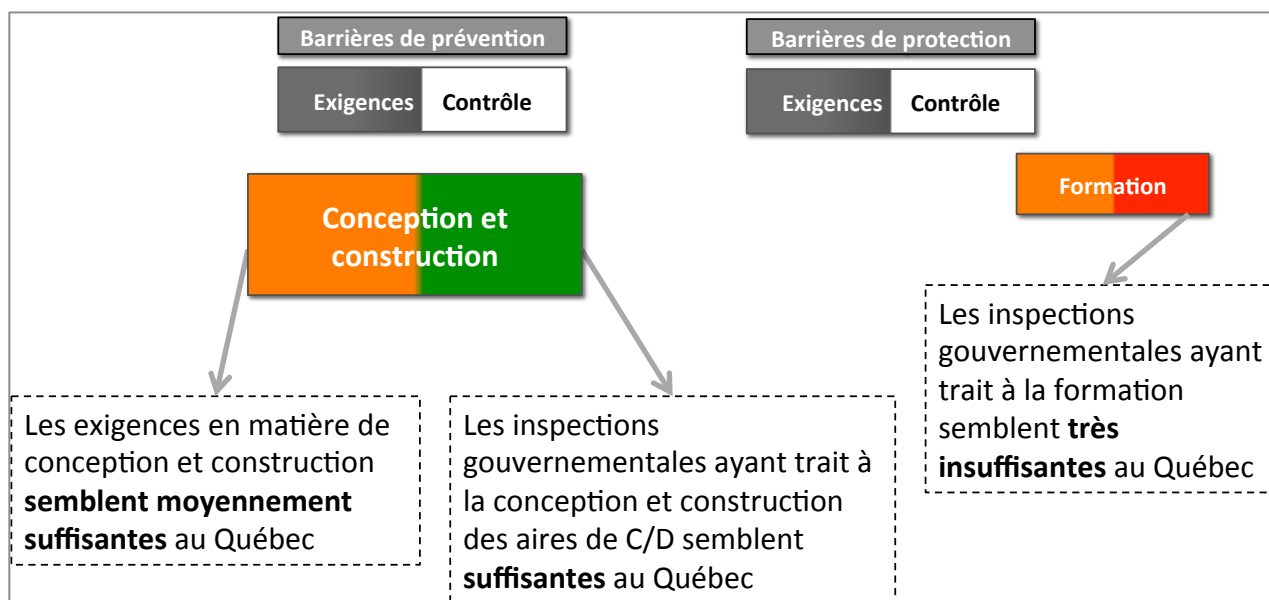 Barrières de prévention
Exigences Contrôle
Barrières de protection
Exigences Contrôle
Conception et
construction
Formation
Les exigences en matière de
conception et construction
semblent moyennement
suffisantes au Québec
Les inspections
gouvernementales ayant trait à
la conception et construction
des aires de C/D semblent
suffisantes au Québec
Les inspections
gouvernementales ayant
trait à la formation
semblent très
insuffisantes au Québec